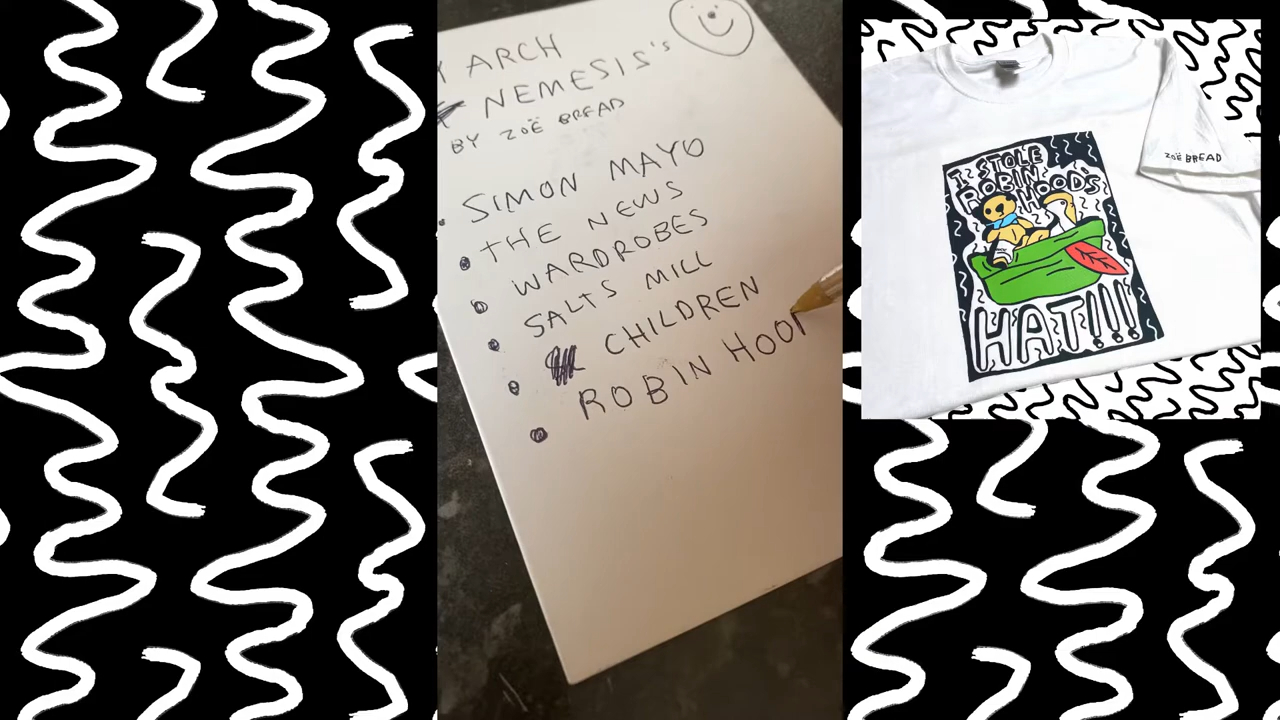 Y ARCH
NEMESIS's
BY ZOË BREAD
SIMON MAYO
THE NEWS
WARDROBES
SALTS MILL
CHILDREN
ROBIN HOO
I STOLE
ROBIN
HOOD'S
HAT!!!
ZOË BREAD